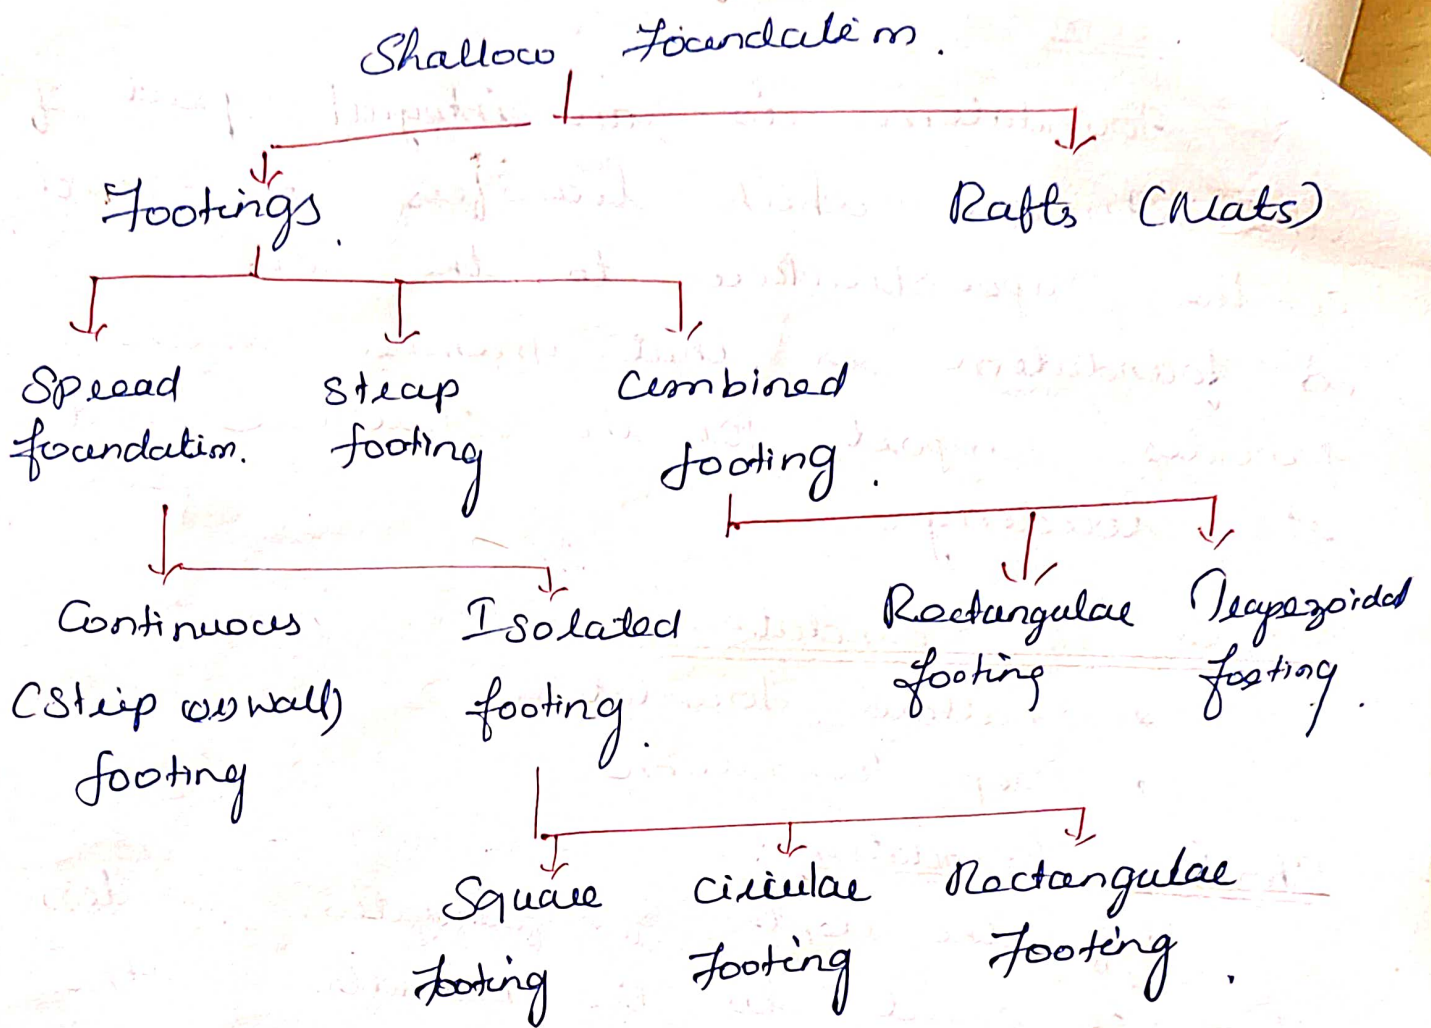 Shallow Foundation.
Footings.
Rafts (Mats)
Spread
foundation.
Strap
footing
Combined
footing.
Continuous
(Strip (or) wall)
footing
Isolated
footing.
Rectangular
footing
Trapezoidal
footing.
Square
Footing
Circular
Footing
Rectangular
Footing.